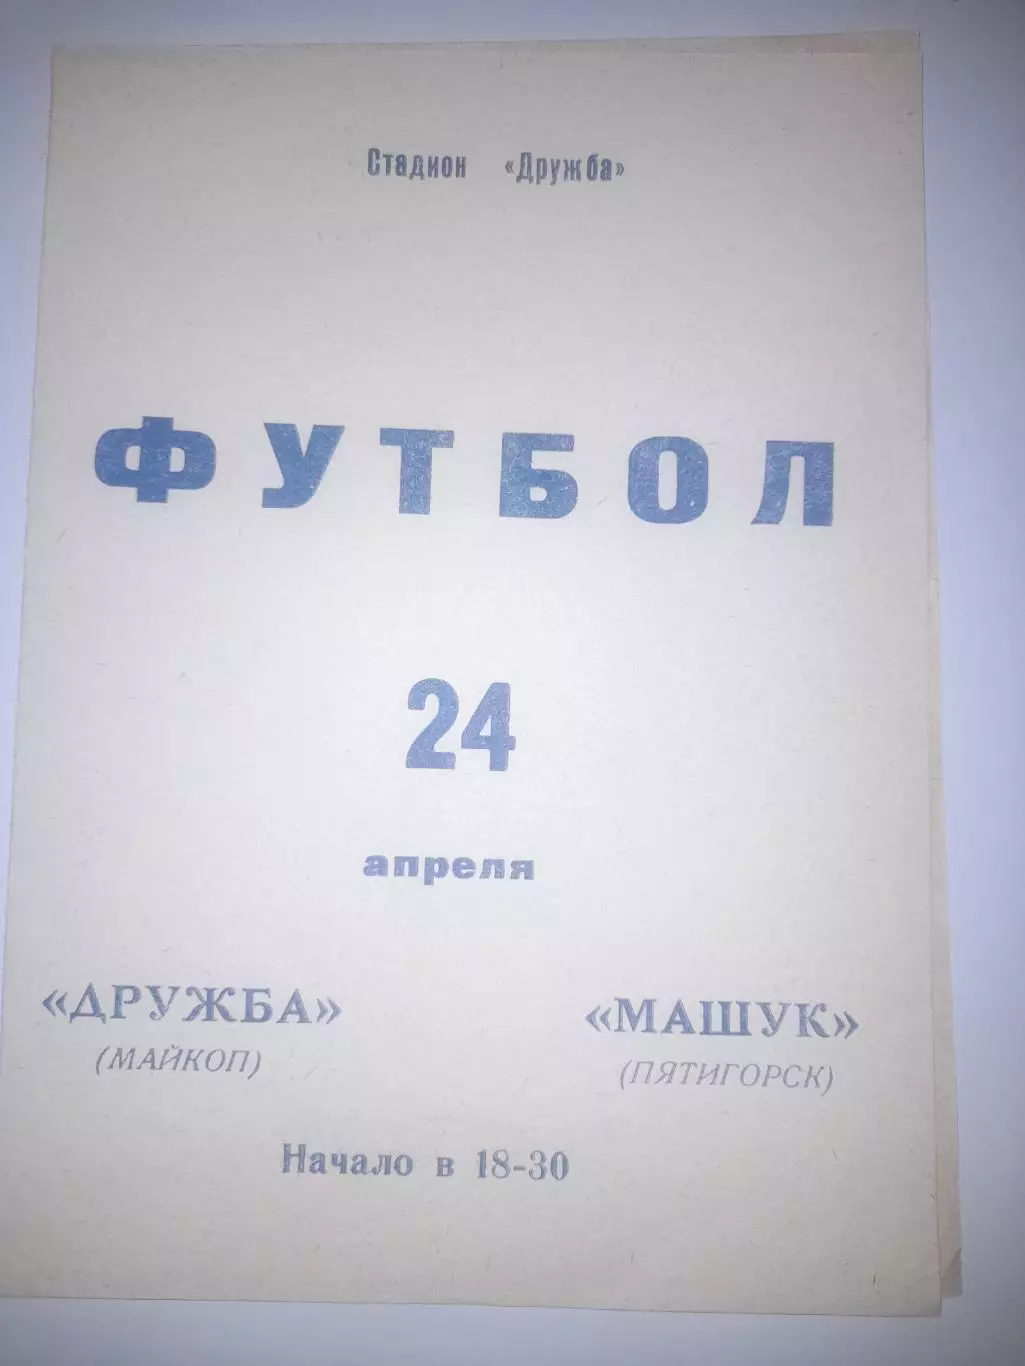 Стадион «Дружба»
ФУТБОЛ
24
апреля
«ДРУЖБА» «МАШУК»
(МАЙКОП) (ПЯТИГОРСК)
Начало в 18-30